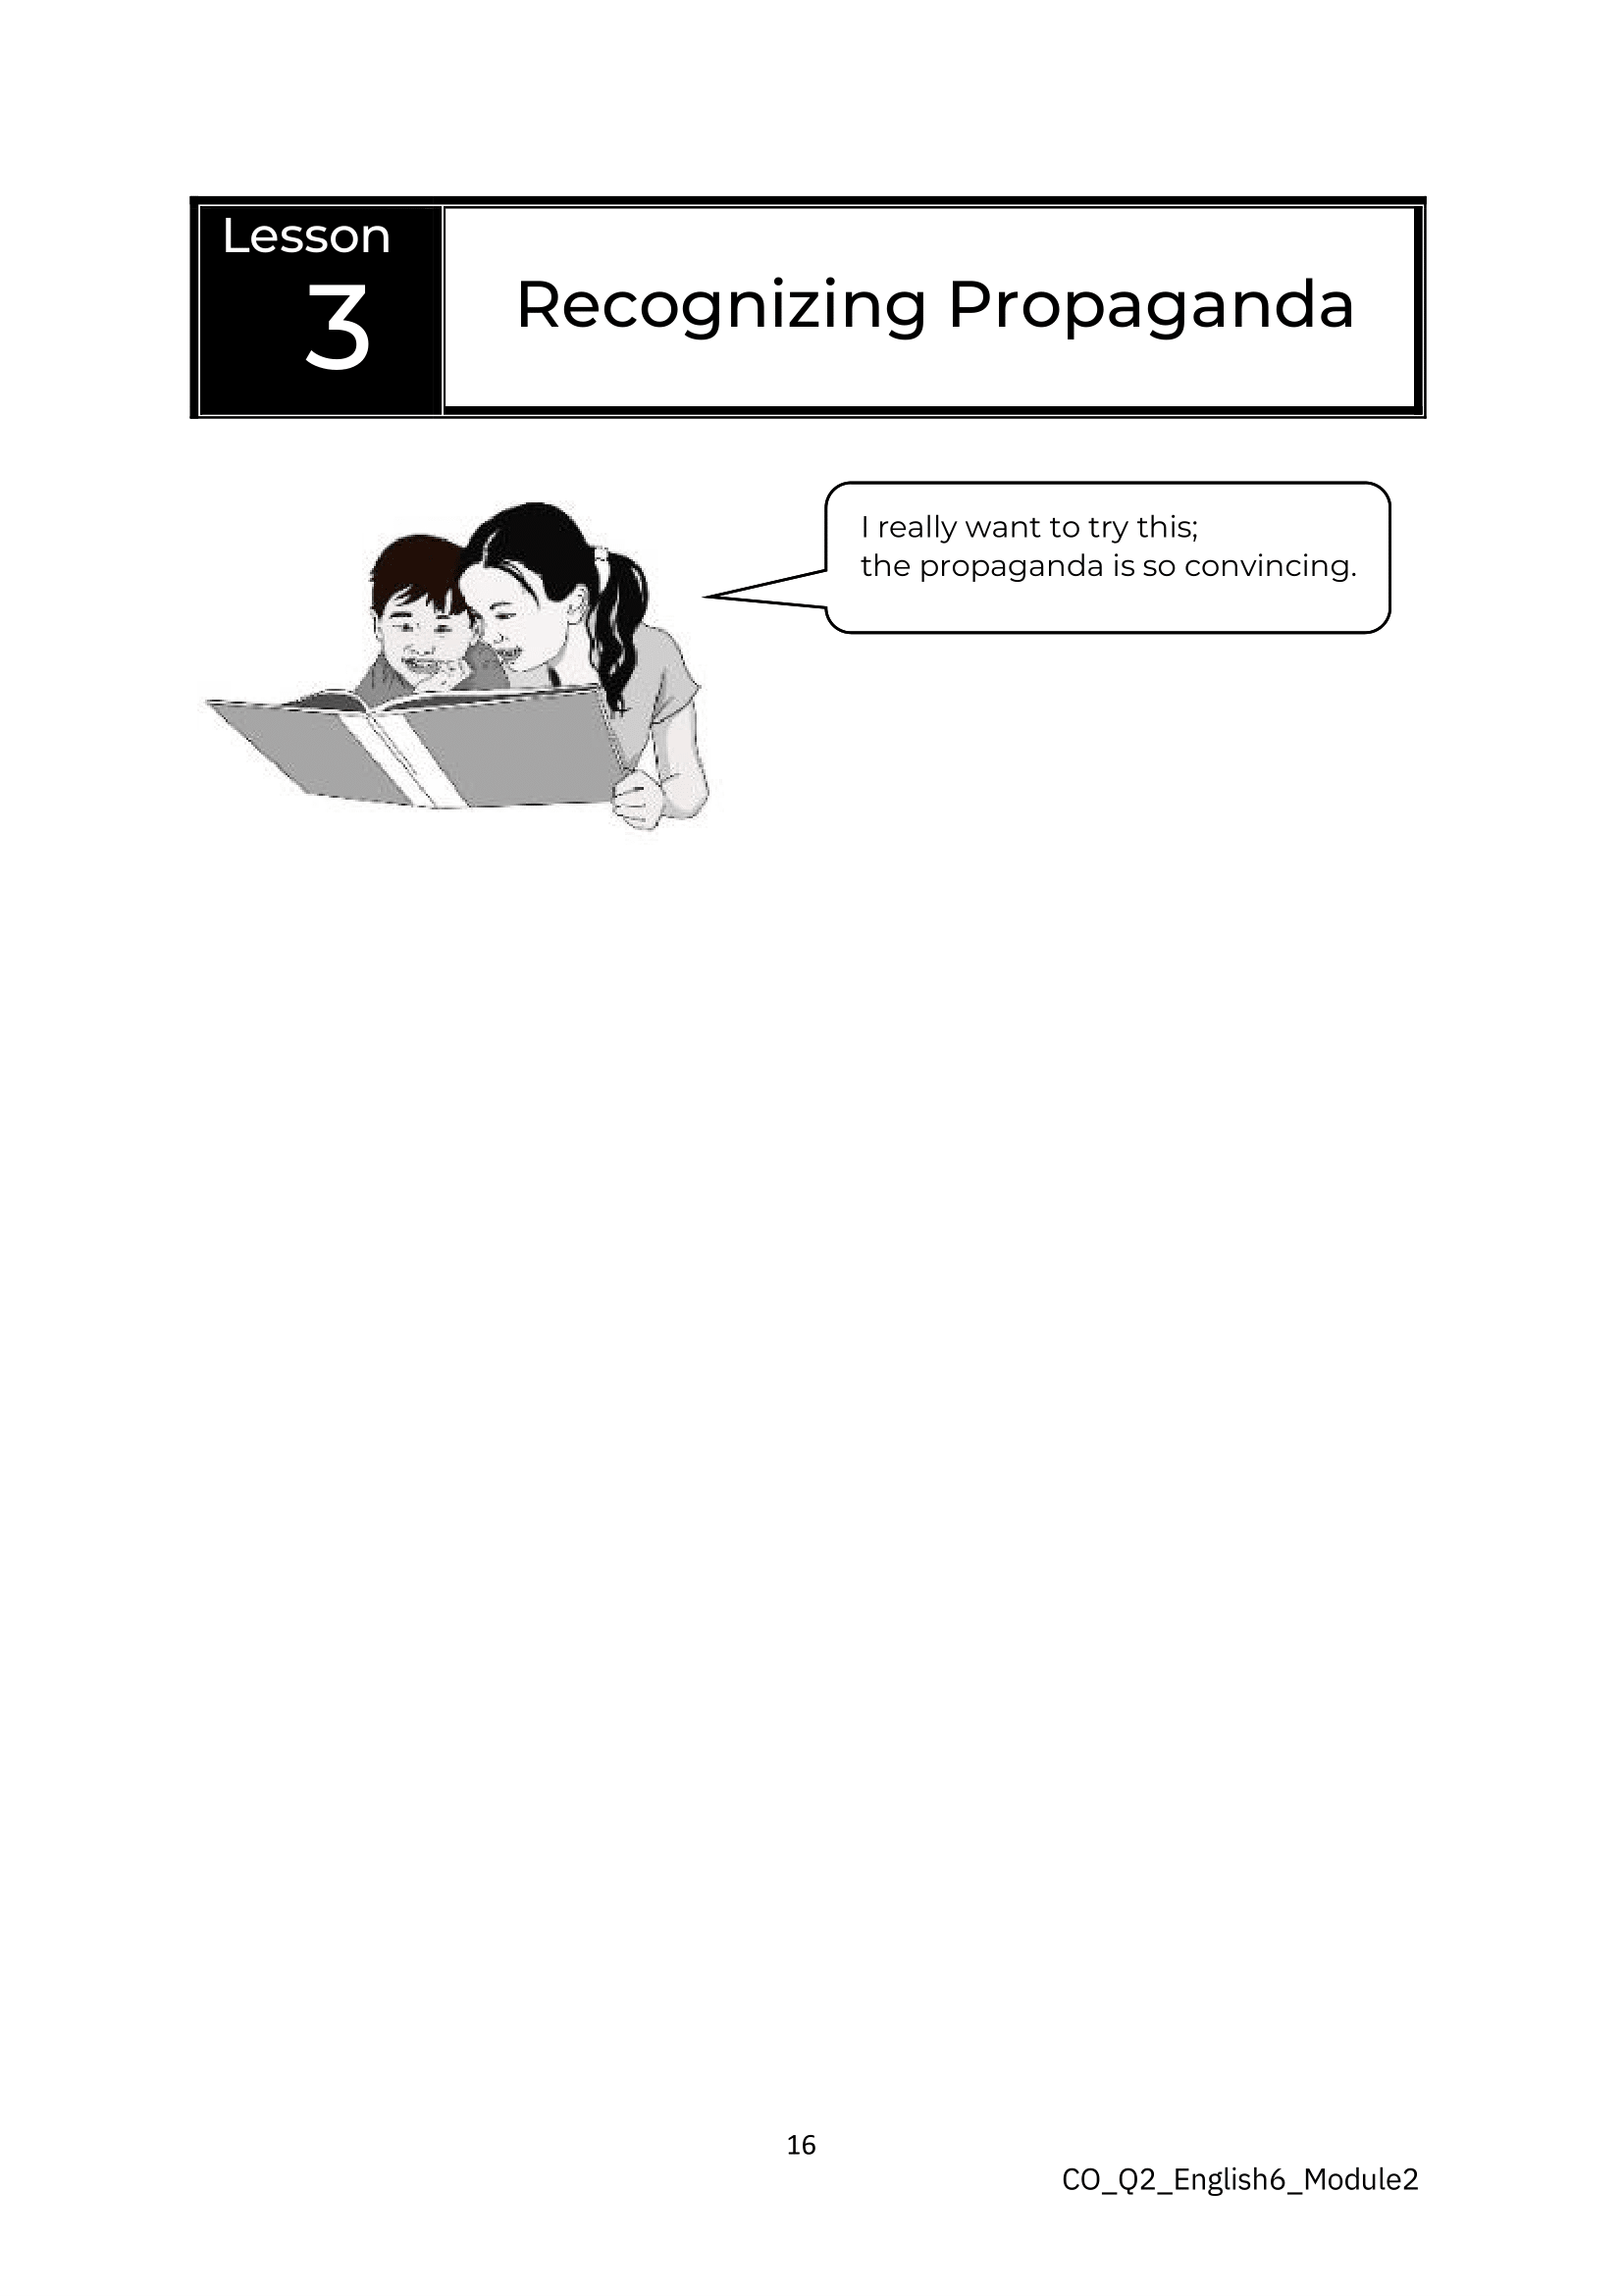 Lesson
3
Recognizing Propaganda
I really want to try this;
the propaganda is so convincing.
16
CO_Q2_English6_Module2